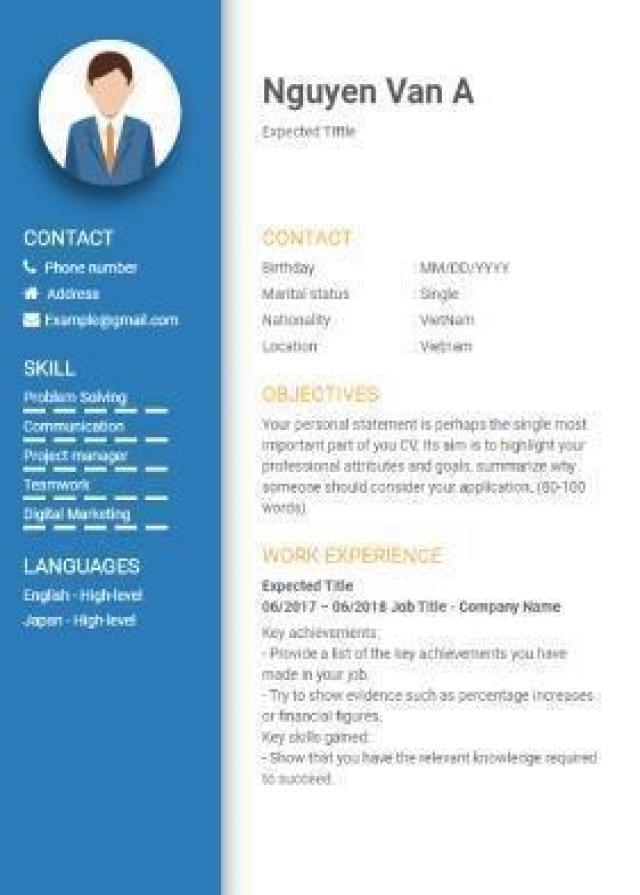 Nguyen Van A
Expected Tittle
CONTACT
Phone number
Address
Example@gmail.com
SKILL
Problem Solving
Communication
Project manager
Teamwork
Digital Marketing
LANGUAGES
English - High-level
Japan - High-level
CONTACT
Birthday : MM/DD/YYYY
Marital status : Single
Nationality : VietNam
Location : Vietnam
OBJECTIVES
Your personal statement is perhaps the single most
important part of you CV. Its aim is to highlight your
professional attributes and goals, summarize why
someone should consider your application. (80-100
words)
WORK EXPERIENCE
Expected Title
06/2017 – 06/2018 Job Title - Company Name
Key achievements:
- Provide a list of the key achievements you have
made in your job.
- Try to show evidence such as percentage increases
or financial figures.
Key skills gained:
- Show that you have the relevant knowledge required
to succeed.